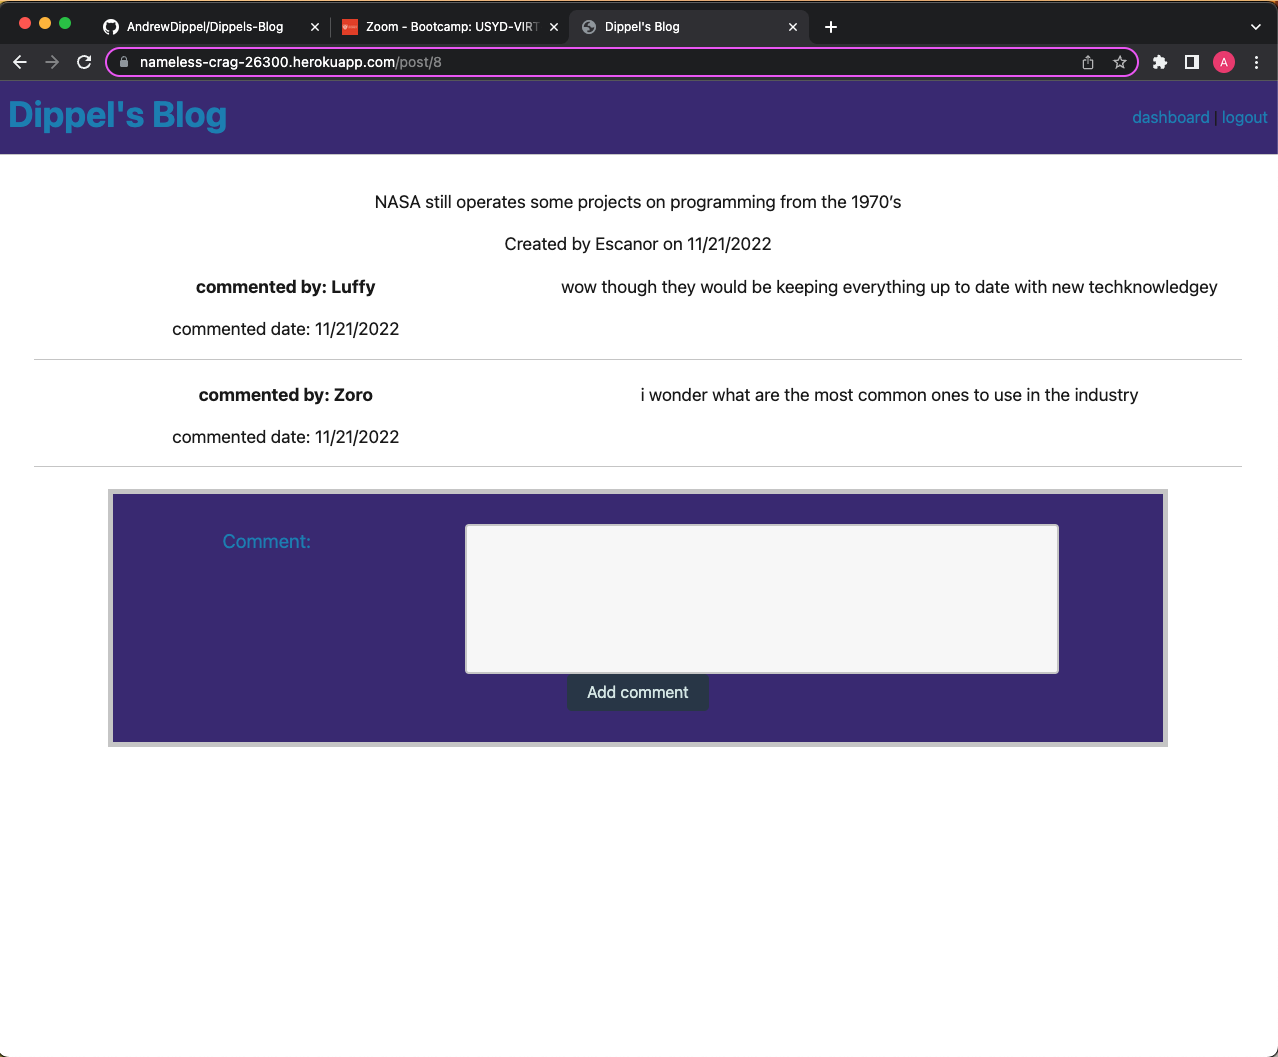 AndrewDippel/Dippels-Blog
Zoom - Bootcamp: USYD-VIRT
Dippel's Blog
nameless-crag-26300.herokuapp.com/post/8
A
Dippel's Blog
dashboard | logout
NASA still operates some projects on programming from the 1970’s
Created by Escanor on 11/21/2022
commented by: Luffy
wow though they would be keeping everything up to date with new techknowledgey
commented date: 11/21/2022
commented by: Zoro
i wonder what are the most common ones to use in the industry
commented date: 11/21/2022
Comment:
Add comment